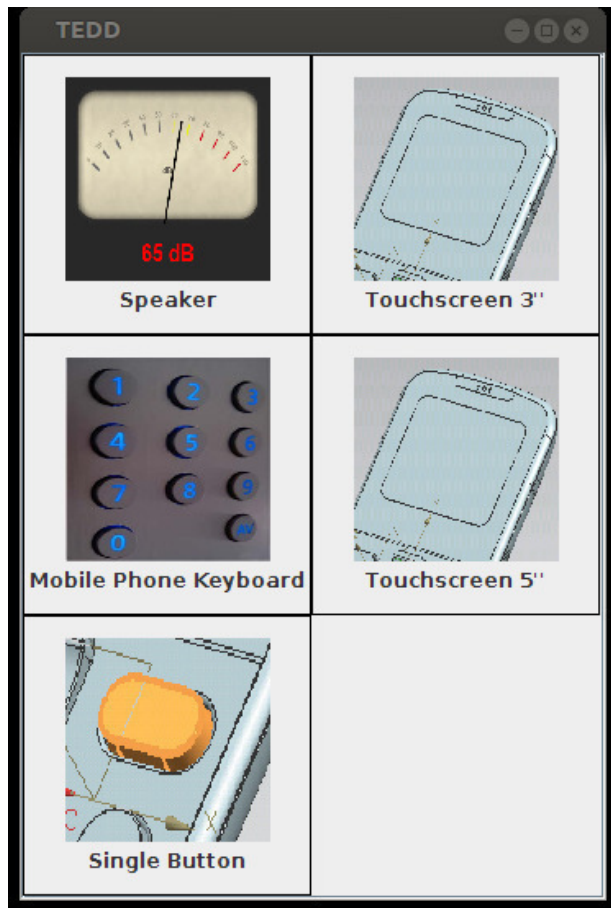 TEDD
65 dB
Speaker
Touchscreen 3''
1 2 3
4 5 6
7 8 9
0 AV
Mobile Phone Keyboard
Touchscreen 5''
C X
Single Button